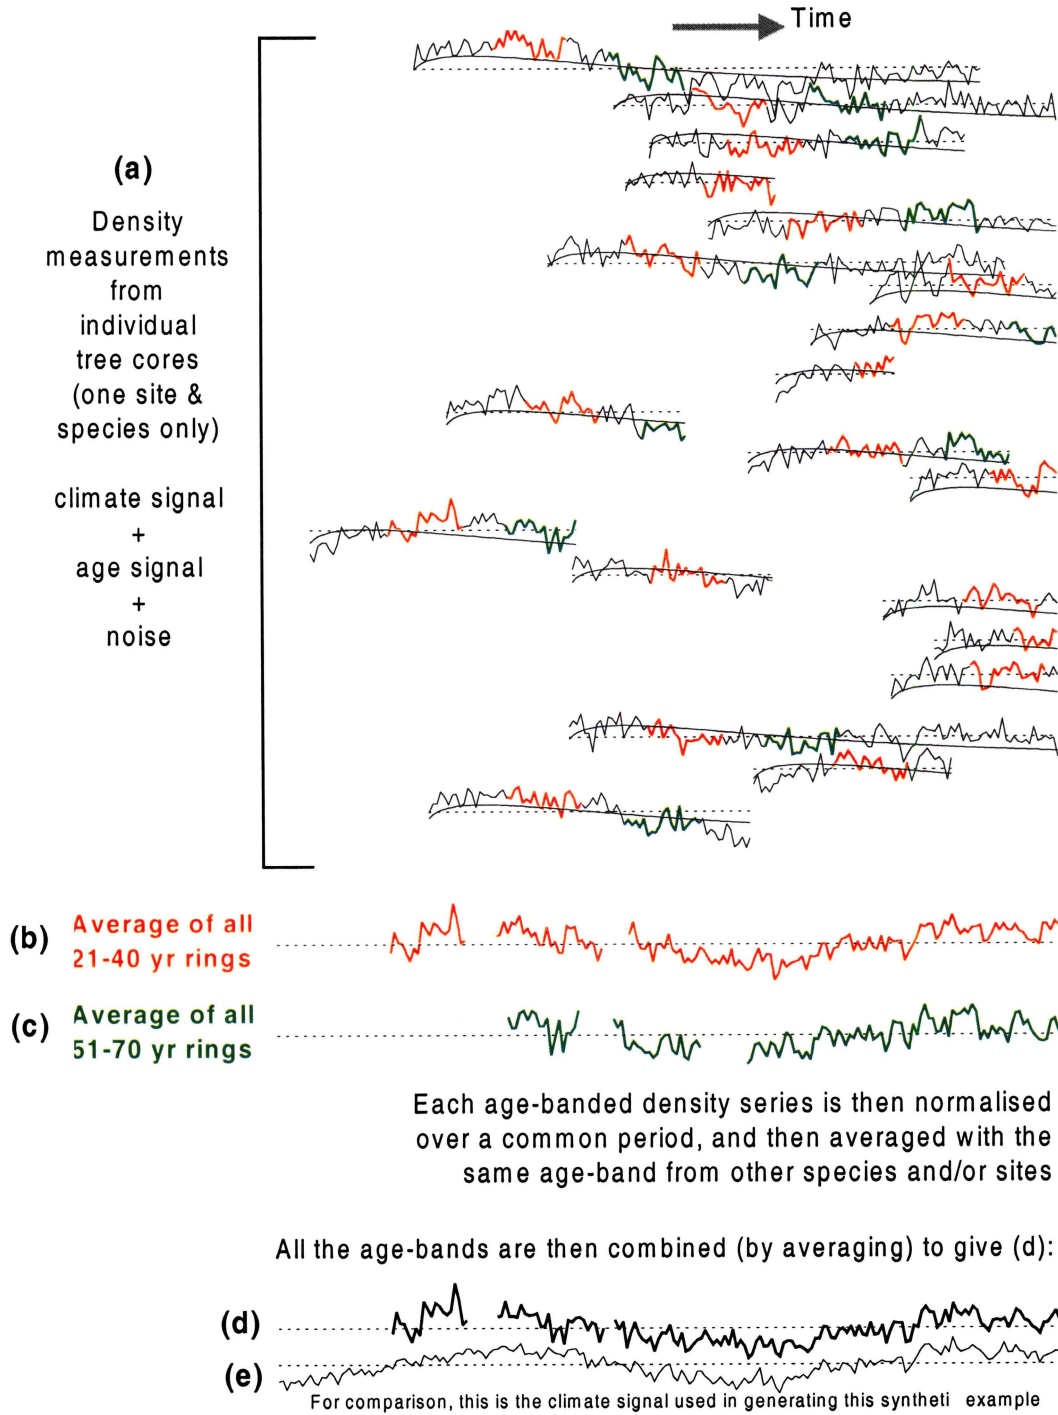 Time
(a)
Density
measurements
from
individual
tree cores
(one site &
species only)
climate signal
+
age signal
+
noise
(b)
Average of all
21-40 yr rings
(c)
Average of all
51-70 yr rings
Each age-banded density series is then normalised
over a common period, and then averaged with the
same age-band from other species and/or sites
All the age-bands are then combined (by averaging) to give (d):
(d)
(e)
For comparison, this is the climate signal used in generating this syntheti example